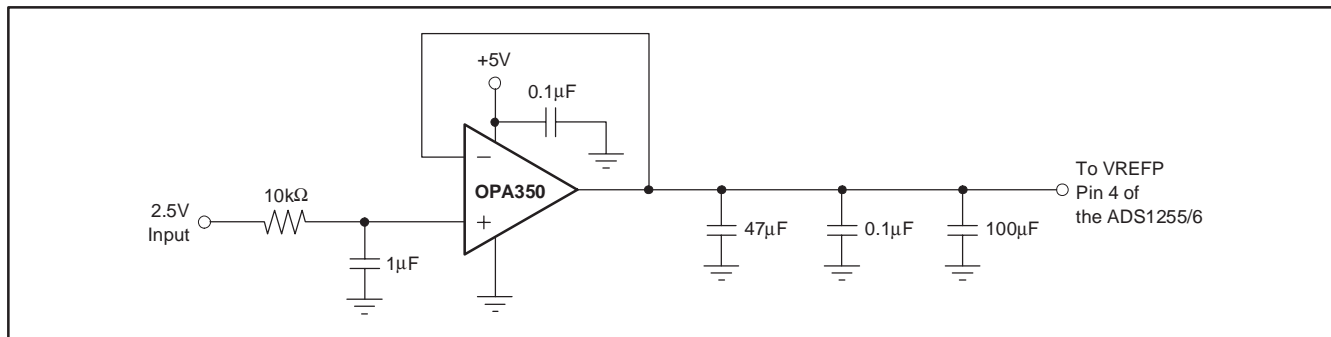 +5V
0.1μF
−
OPA350
+
10kΩ
2.5V
Input
1μF
47μF
0.1μF
100μF
To VREFP
Pin 4 of
the ADS1255/6